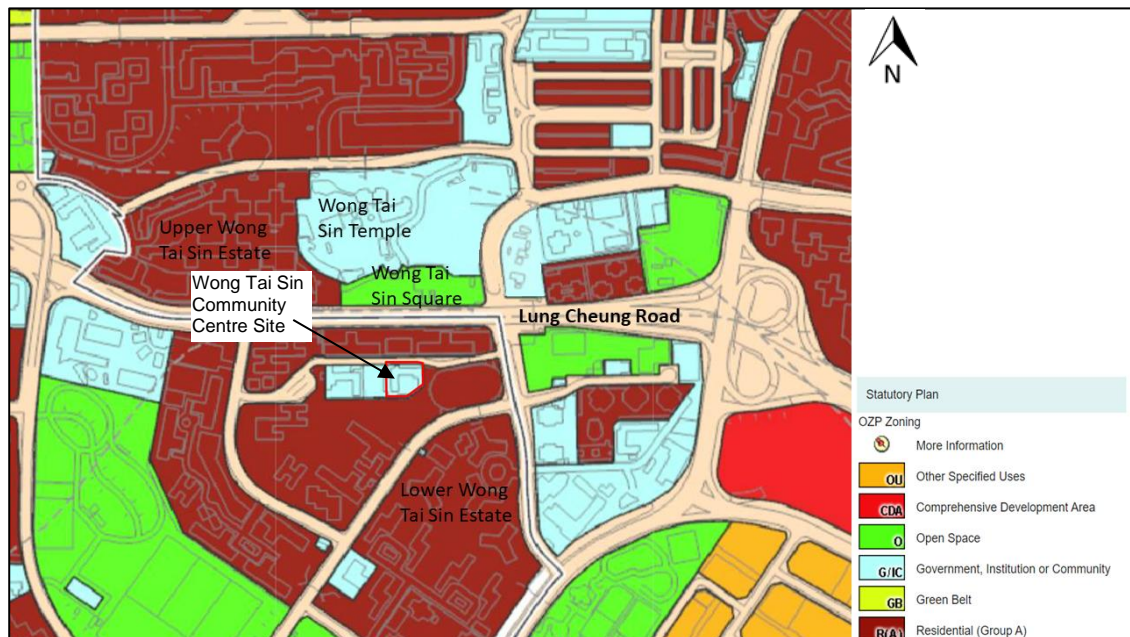 N
Wong Tai
Sin Temple
Upper Wong
Tai Sin Estate
Wong Tai Sin
Community
Centre Site
Wong Tai
Sin Square
Lung Cheung Road
Lower Wong
Tai Sin Estate
Statutory Plan
OZP Zoning
More Information
OU Other Specified Uses
CDA Comprehensive Development Area
O Open Space
G/IC Government, Institution or Community
GB Green Belt
R(A) Residential (Group A)